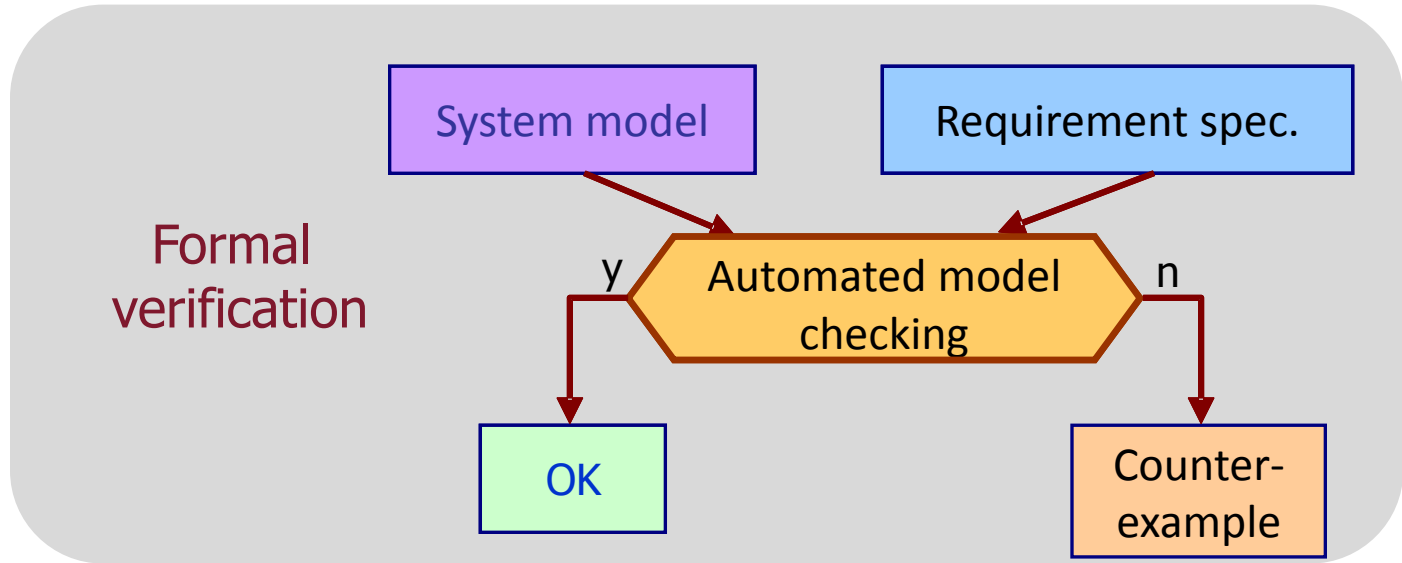 System model
Requirement spec.
Formal
verification
y
Automated model
checking
n
OK
Counter-
example